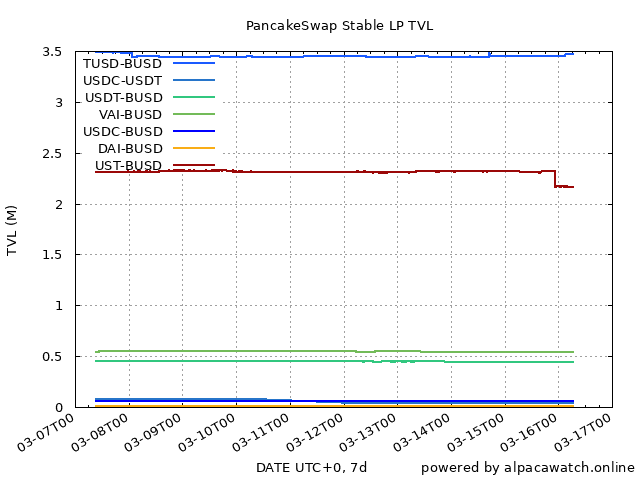 PancakeSwap Stable LP TVL
3.5
3
2.5
2
1.5
1
0.5
0
TVL (M)
TUSD-BUSD
USDC-USDT
USDT-BUSD
VAI-BUSD
USDC-BUSD
DAI-BUSD
UST-BUSD
03-07T00
03-08T00
03-09T00
03-10T00
03-11T00
03-12T00
03-13T00
03-14T00
03-15T00
03-16T00
03-17T00
DATE UTC+0, 7d
powered by alpacawatch.online